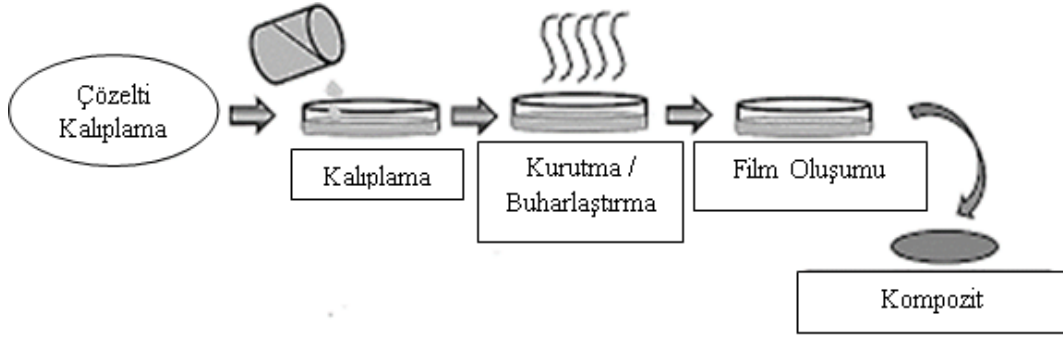 Çözelti
Kalıplama
Kalıplama
Kurutma /
Buharlaştırma
Film Oluşumu
Kompozit